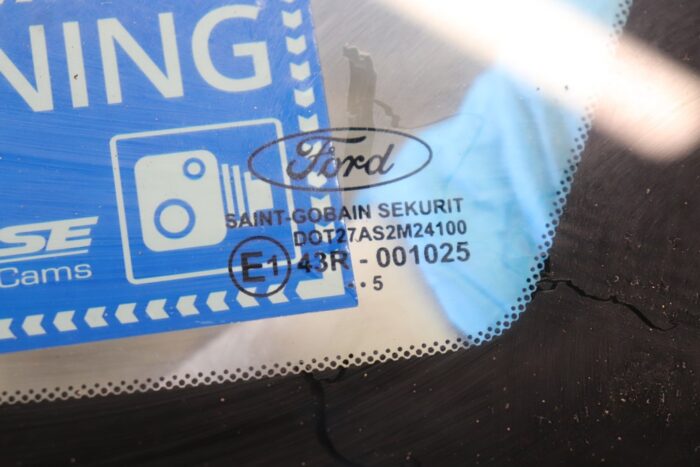 NING
SE
Cams
Ford
SAINT-GOBAIN SEKURIT
DOT27AS2M24100
E1 43R - 001025
. . 5